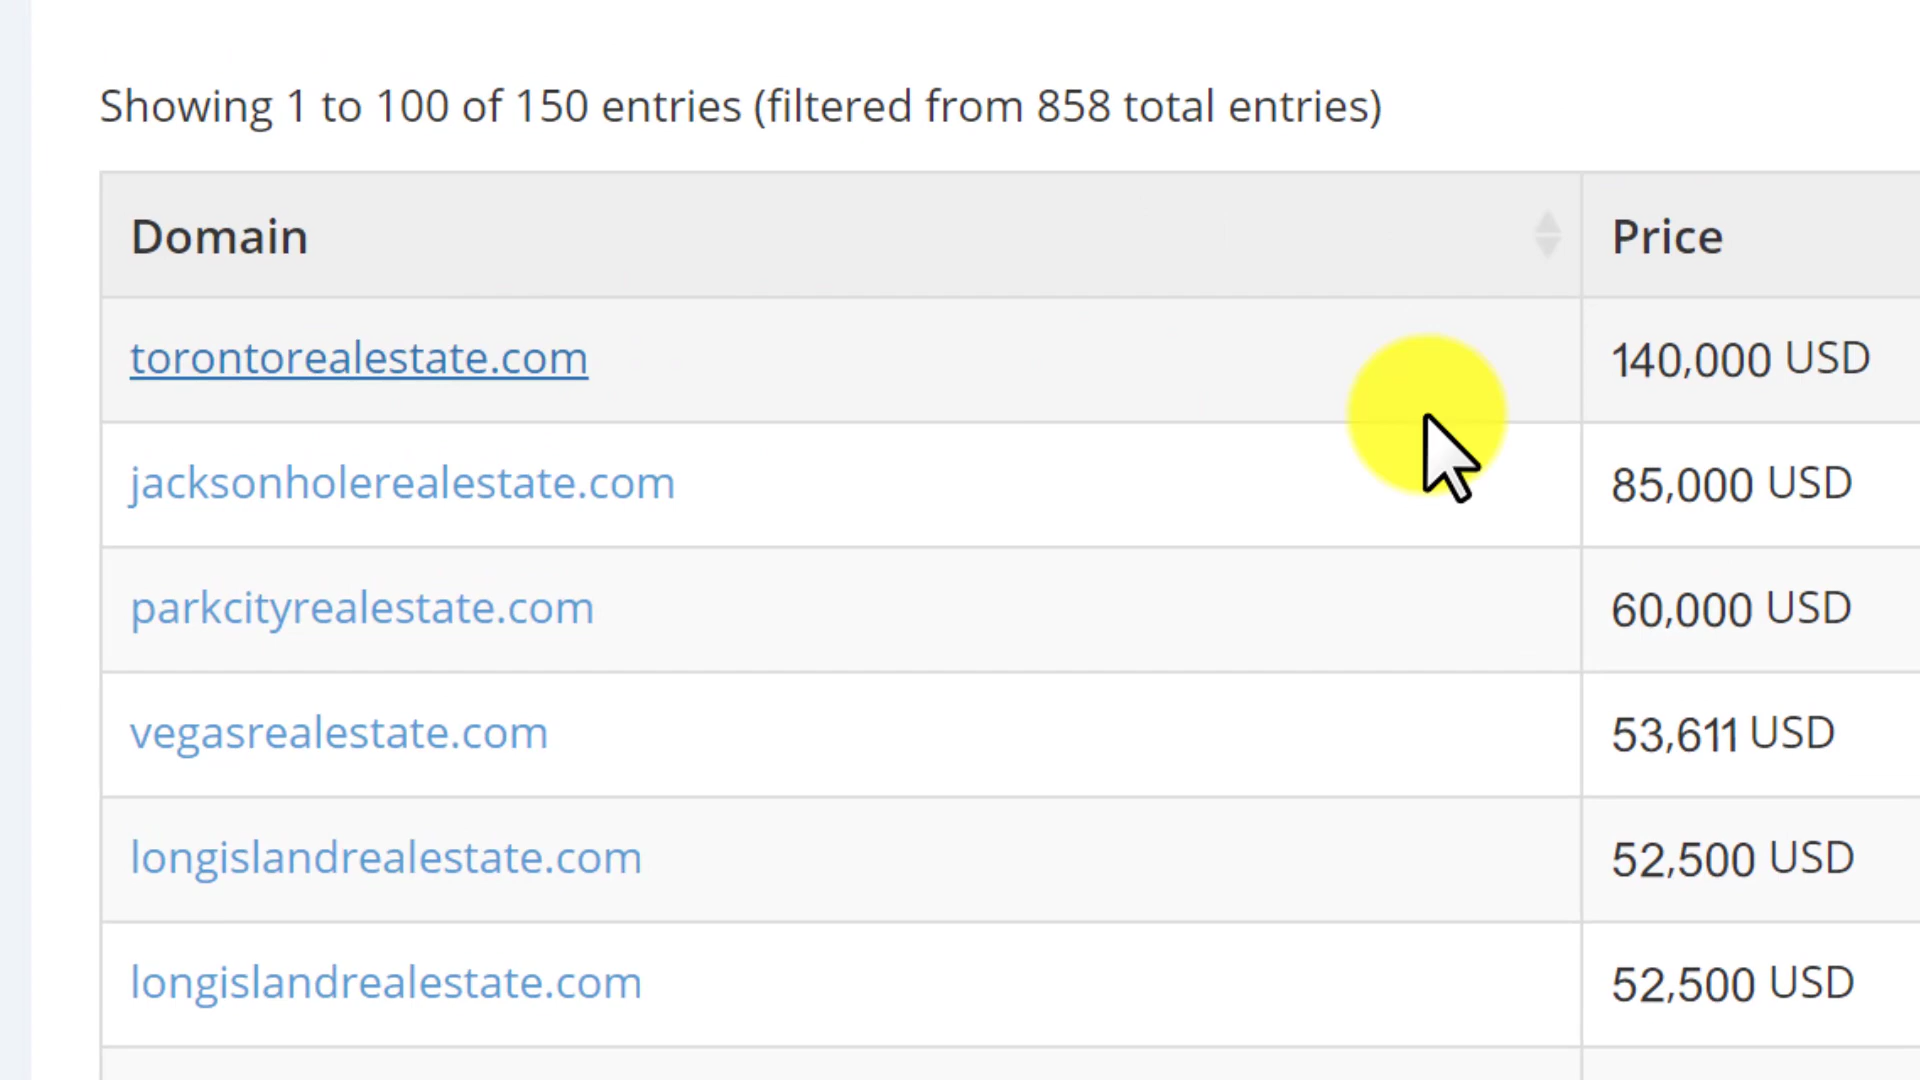 Showing 1 to 100 of 150 entries (filtered from 858 total entries)
Domain Price
torontorealestate.com 140,000 USD
jacksonholerealestate.com 85,000 USD
parkcityrealestate.com 60,000 USD
vegasrealestate.com 53,611 USD
longislandrealestate.com 52,500 USD
longislandrealestate.com 52,500 USD